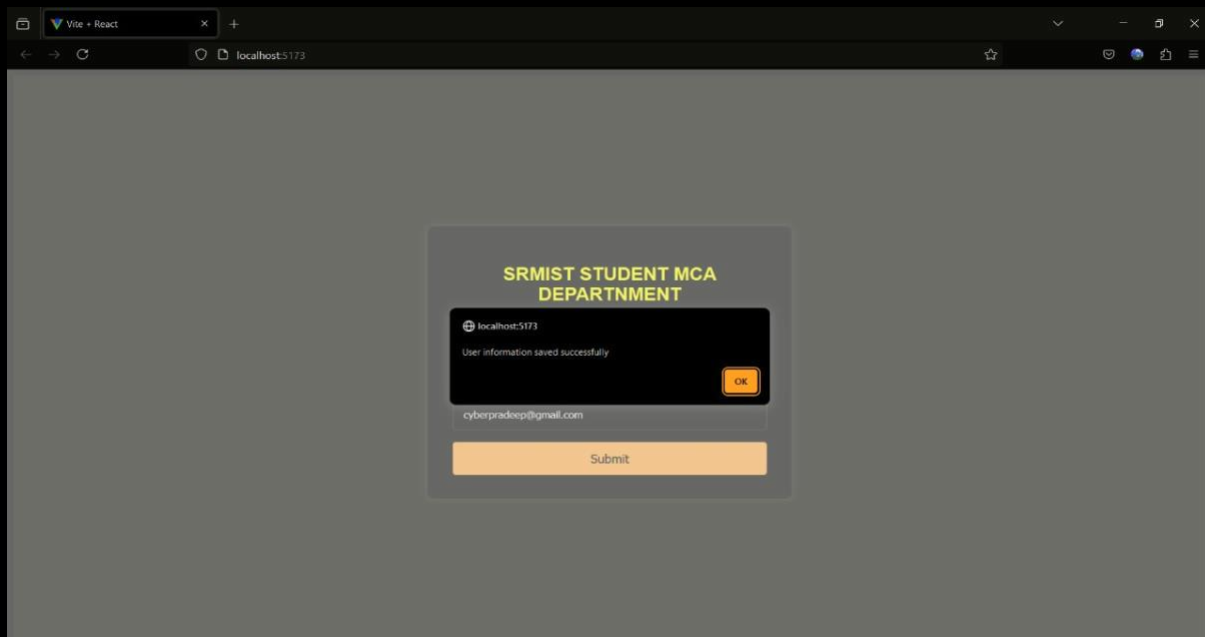 Vite + React
localhost:5173
SRMIST STUDENT MCA
DEPARTNMENT
localhost:5173
User information saved successfully
OK
cyberpradeep@gmail.com
Submit